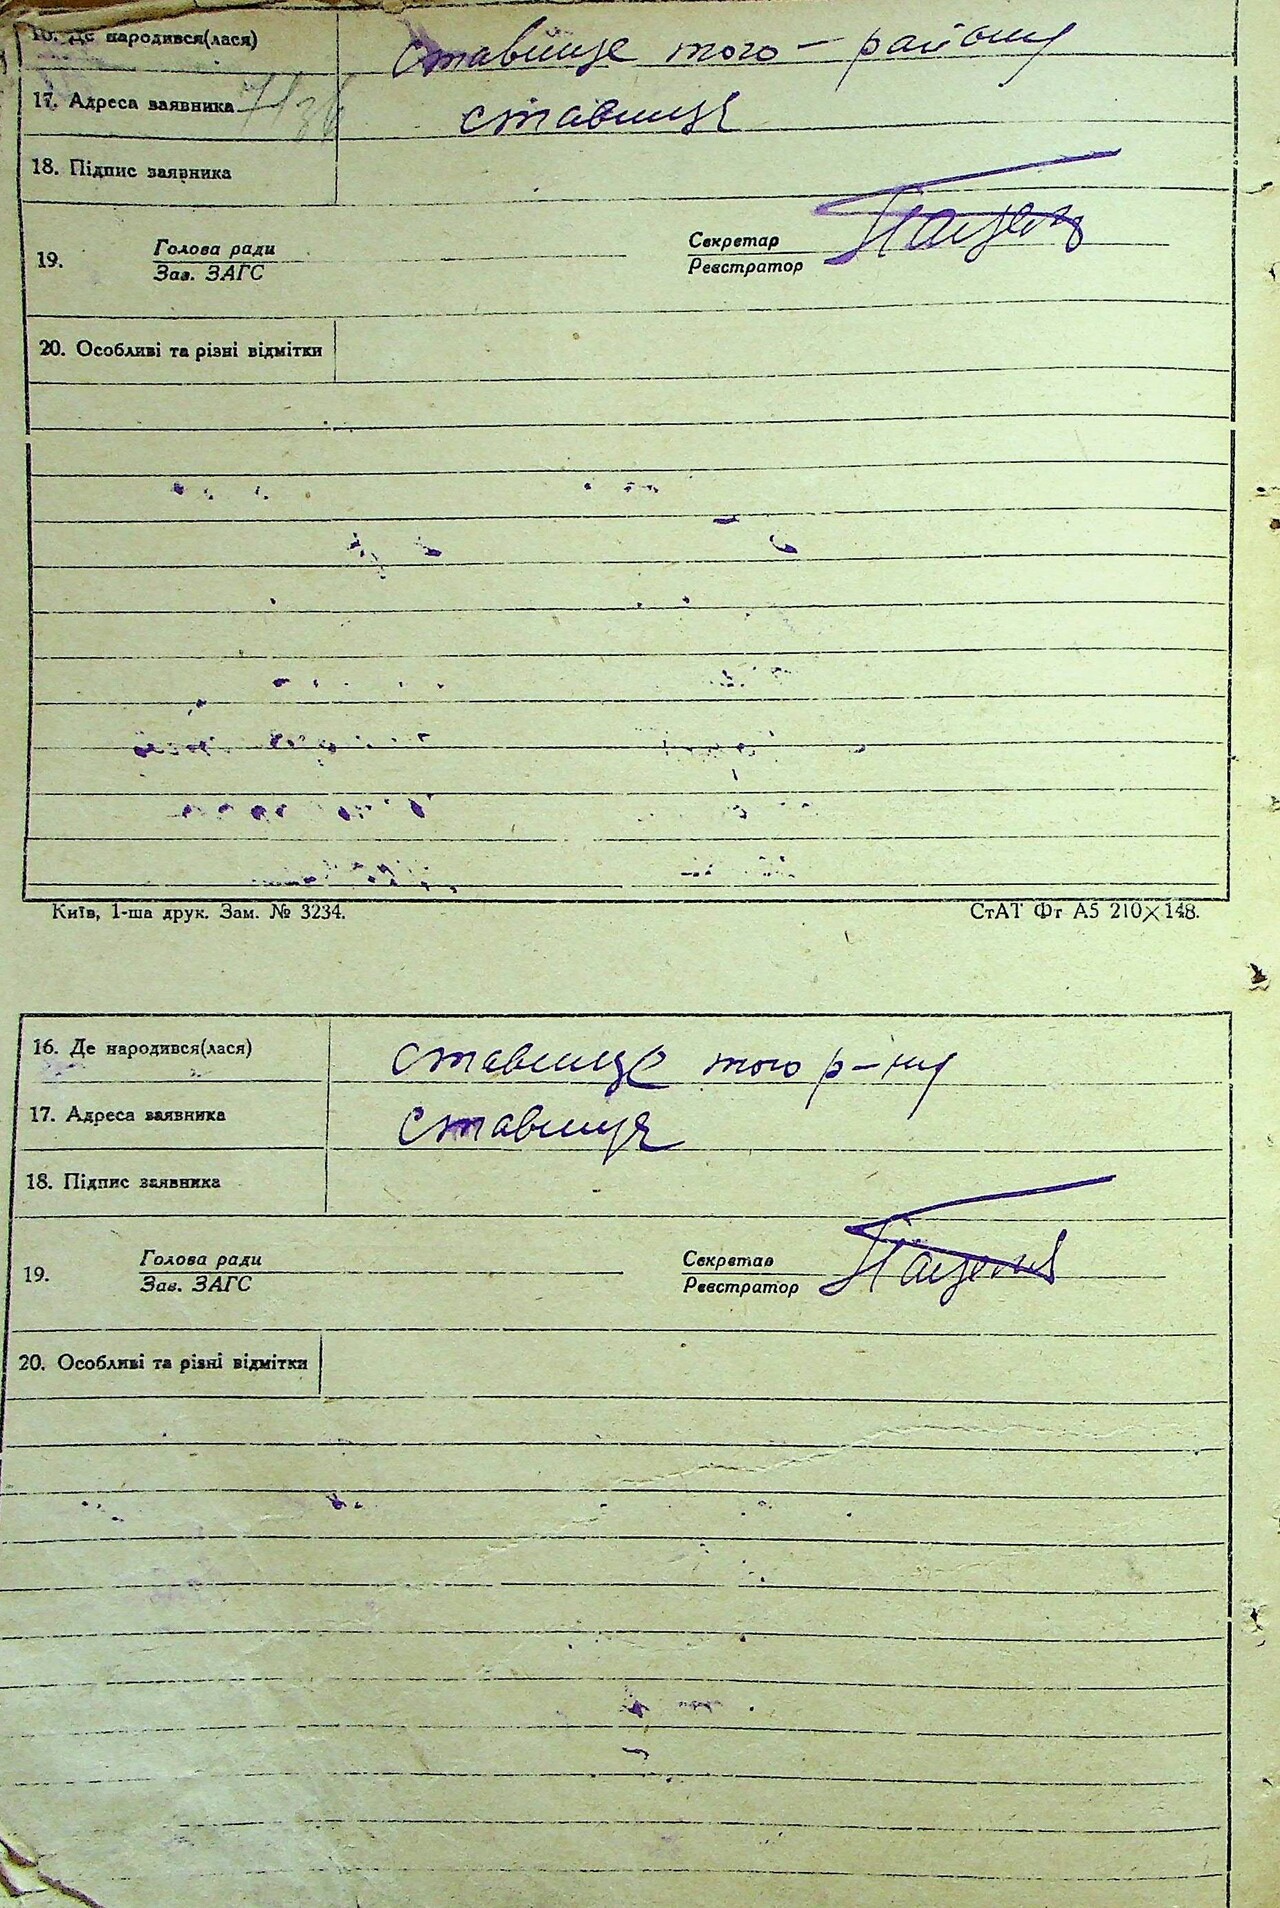 16. Де народився(лася) ставище того – району
17. Адреса заявника ставище
18. Підпис заявника
19. Голова ради Секретар
Зав. ЗАГС Реєстратор
20. Особливі та різні відмітки
Київ, 1-ша друк. Зам. № 3234. СтАТ Фт А5 210×148.
16. Де народився(лася) ставище того р-ну
17. Адреса заявника ставище
18. Підпис заявника
19. Голова ради Секретар
Зав. ЗАГС Реєстратор
20. Особливі та різні відмітки